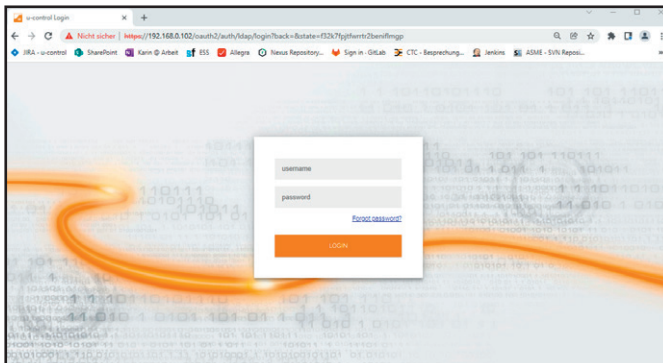 u-control Login
Nicht sicher | https://192.168.0.102/oauth2/auth/ldap/login?back=&state=f32k7pjtfwrrtr2beniflmgp
JIRA - u-control SharePoint Karin @ Arbeit ESS Allegra Nexus Repository... Sign in · GitLab CTC - Besprechung... Jenkins ASME - SVN Reposi...
username
password
Forgot password?
LOGIN